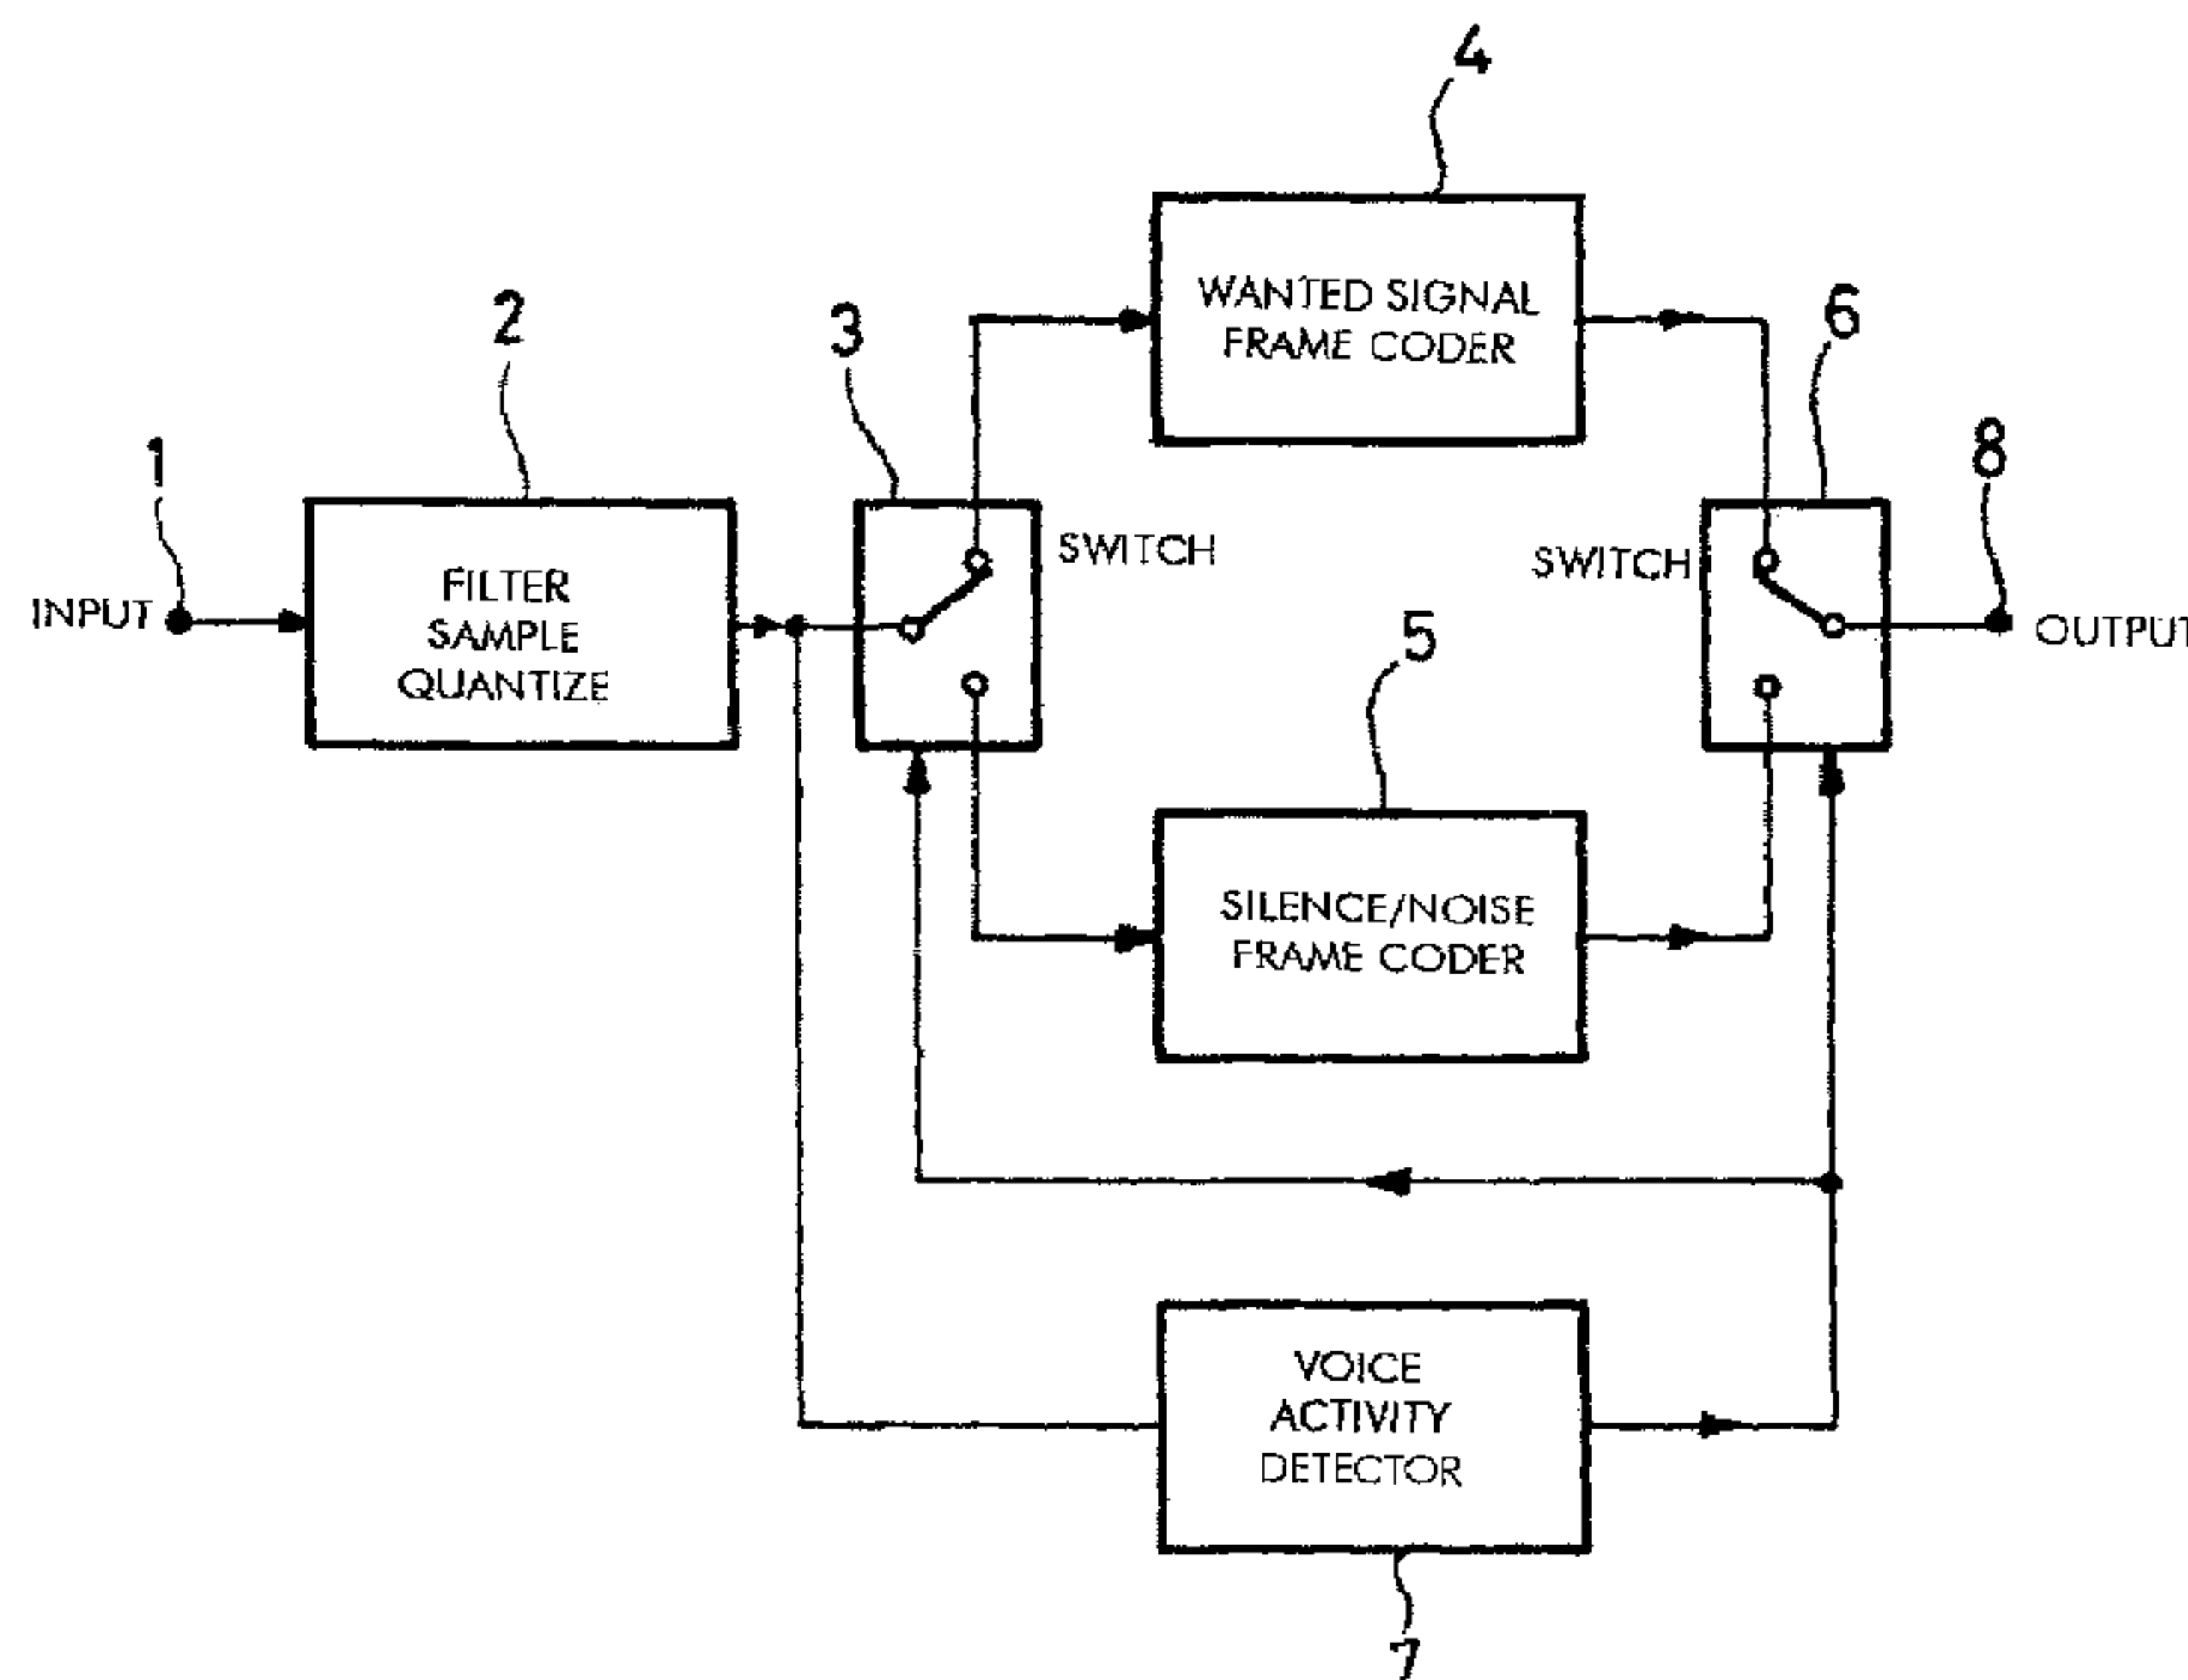 4
WANTED SIGNAL
FRAME CODER
2
3
6
1
8
SWITCH
SWITCH
INPUT
FILTER
SAMPLE
QUANTIZE
OUTPUT
5
SILENCE/NOISE
FRAME CODER
VOICE
ACTIVITY
DETECTOR
7